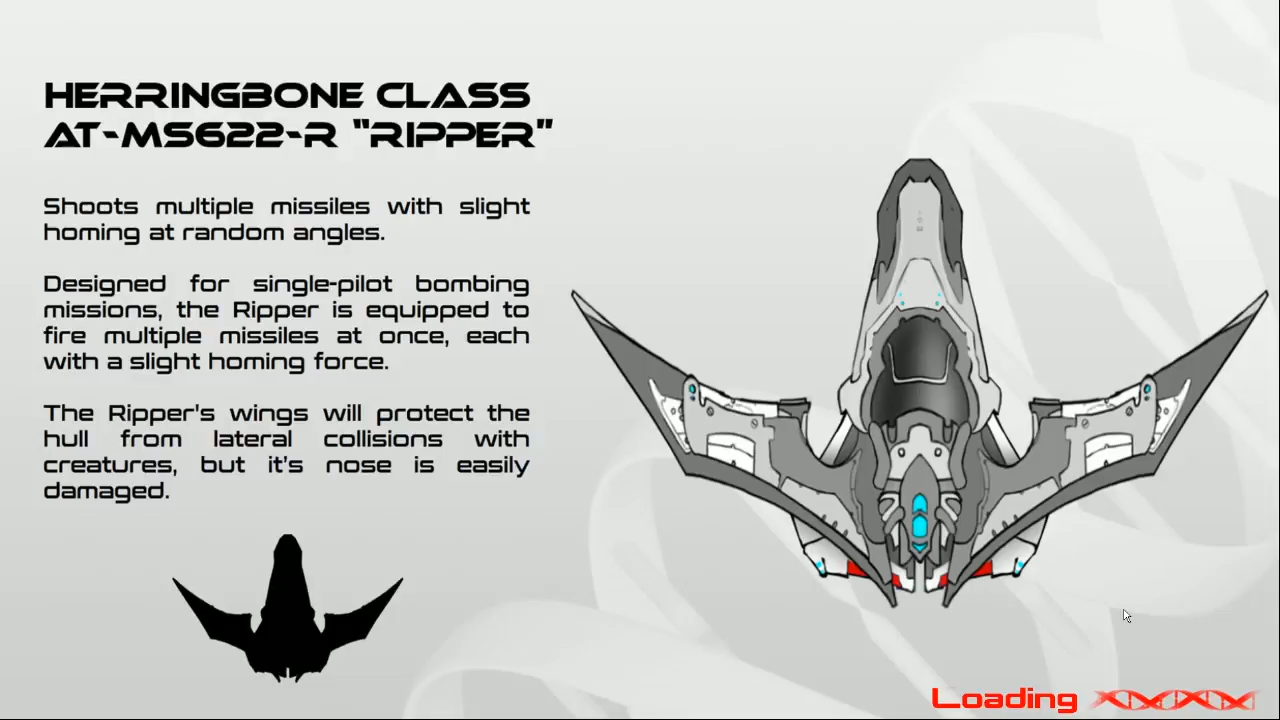 HERRINGBONE CLASS
AT-MS622-R “RIPPER”
Shoots multiple missiles with slight
homing at random angles.
Designed for single-pilot bombing
missions, the Ripper is equipped to
fire multiple missiles at once, each
with a slight homing force.
The Ripper's wings will protect the
hull from lateral collisions with
creatures, but it's nose is easily
damaged.
Loading